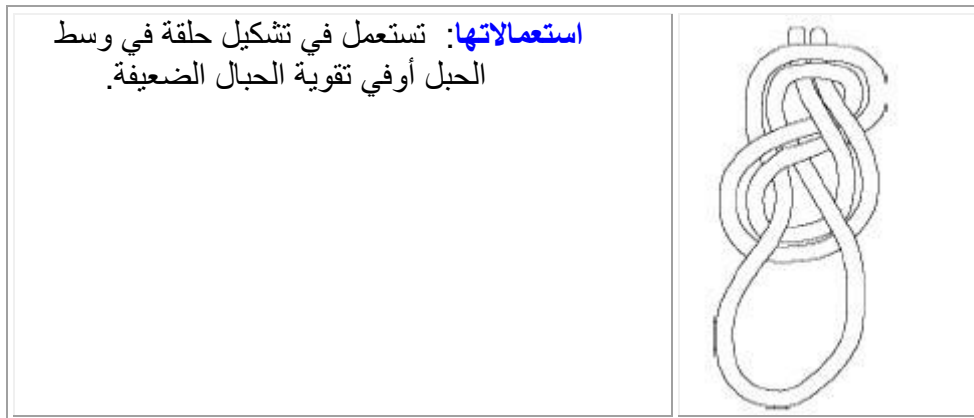 استعمالاتها: تستعمل في تشكيل حلقة في وسط
الحبل أوفي تقوية الحبال الضعيفة.